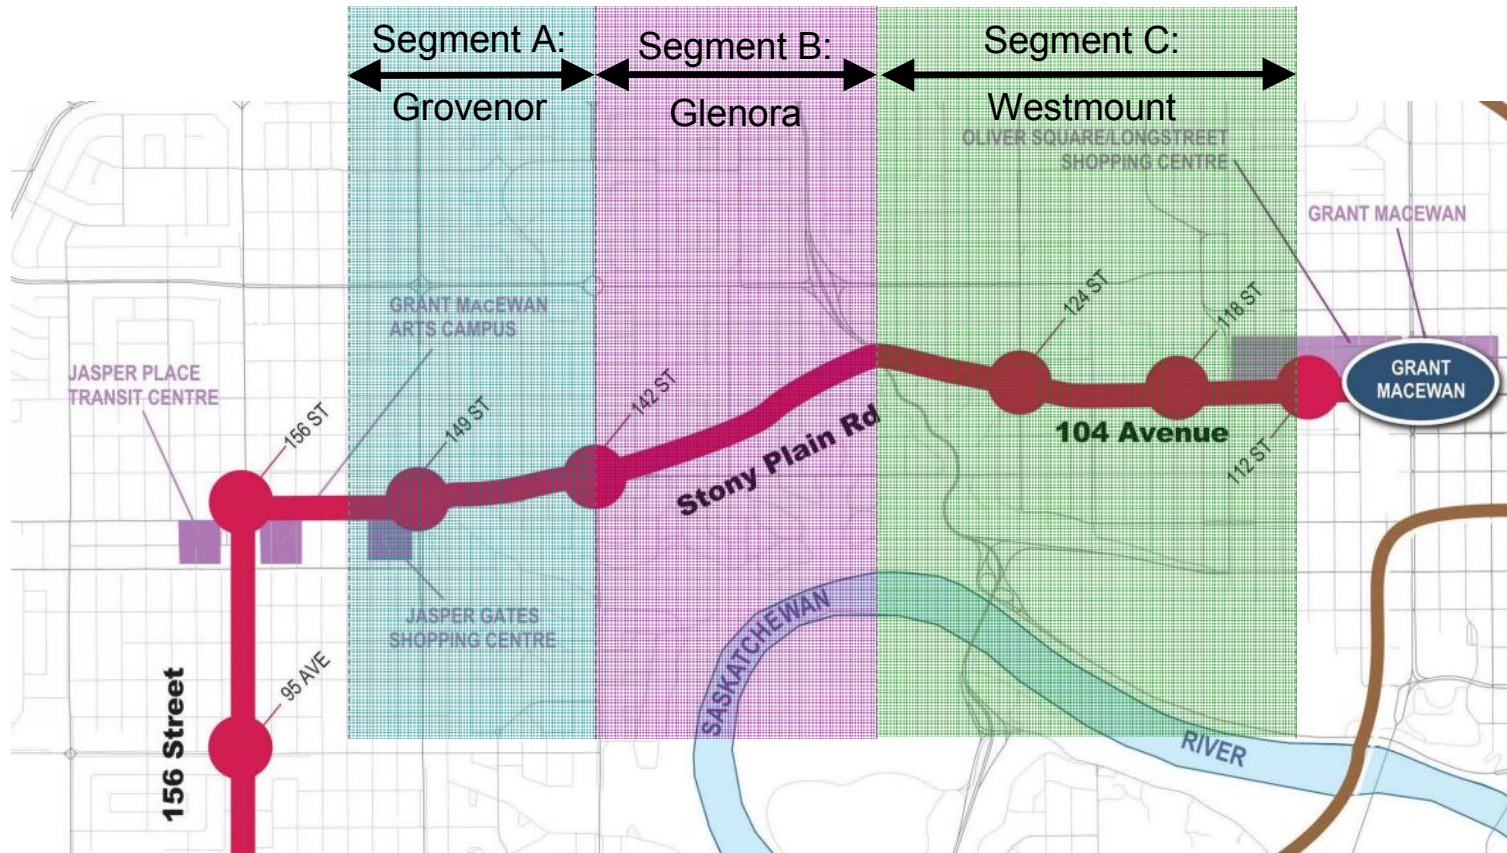 Segment A:
Grovenor
Segment B:
Glenora
Segment C:
Westmount
OLIVER SQUARE/LONGSTREET
SHOPPING CENTRE
GRANT MACEWAN
GRANT MACEWAN
ARTS CAMPUS
JASPER PLACE
TRANSIT CENTRE
156 ST
149 ST
142 ST
124 ST
118 ST
112 ST
GRANT
MACEWAN
Stony Plain Rd
104 Avenue
JASPER GATES
SHOPPING CENTRE
95 AVE
156 Street
SASKATCHEWAN
RIVER